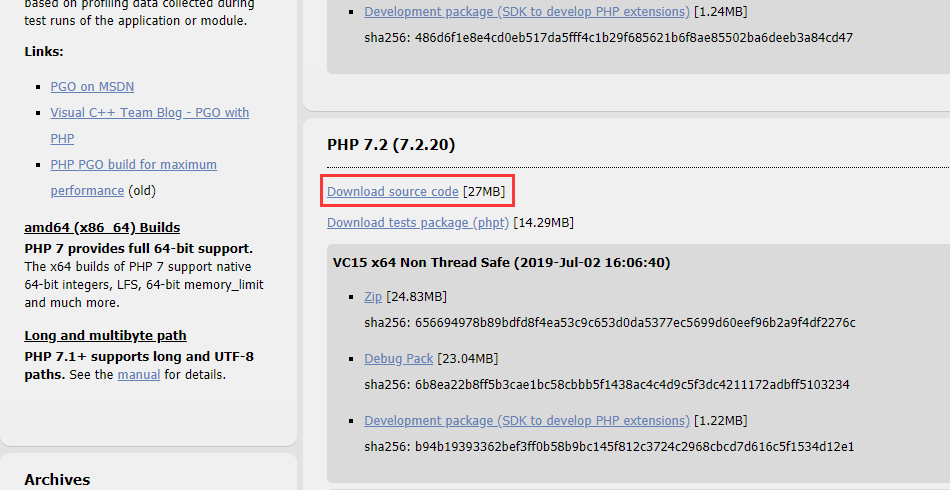 based on profiling data collected during
test runs of the application or module.
Links:
PGO on MSDN
Visual C++ Team Blog - PGO with
PHP
PHP PGO build for maximum
performance (old)
amd64 (x86_64) Builds
PHP 7 provides full 64-bit support.
The x64 builds of PHP 7 support native
64-bit integers, LFS, 64-bit memory_limit
and much more.
Long and multibyte path
PHP 7.1+ supports long and UTF-8
paths. See the manual for details.
Archives
Development package (SDK to develop PHP extensions) [1.24MB]
sha256: 486d6f1e8e4cd0eb517da5fff4c1b29f685621b6f8ae85502ba6deeb3a84cd47
PHP 7.2 (7.2.20)
Download source code [27MB]
Download tests package (phpt) [14.29MB]
VC15 x64 Non Thread Safe (2019-Jul-02 16:06:40)
Zip [24.83MB]
sha256: 656694978b89bdfd8f4ea53c9c653d0da5377ec5699d60eef96b2a9f4df2276c
Debug Pack [23.04MB]
sha256: 6b8ea22b8ff5b3cae1bc58cbbb5f1438ac4c4d9c5f3dc4211172adbff5103234
Development package (SDK to develop PHP extensions) [1.22MB]
sha256: b94b19393362bef3ff0b58b9bc145f812c3724c2968cbcd7d616c5f1534d12e1